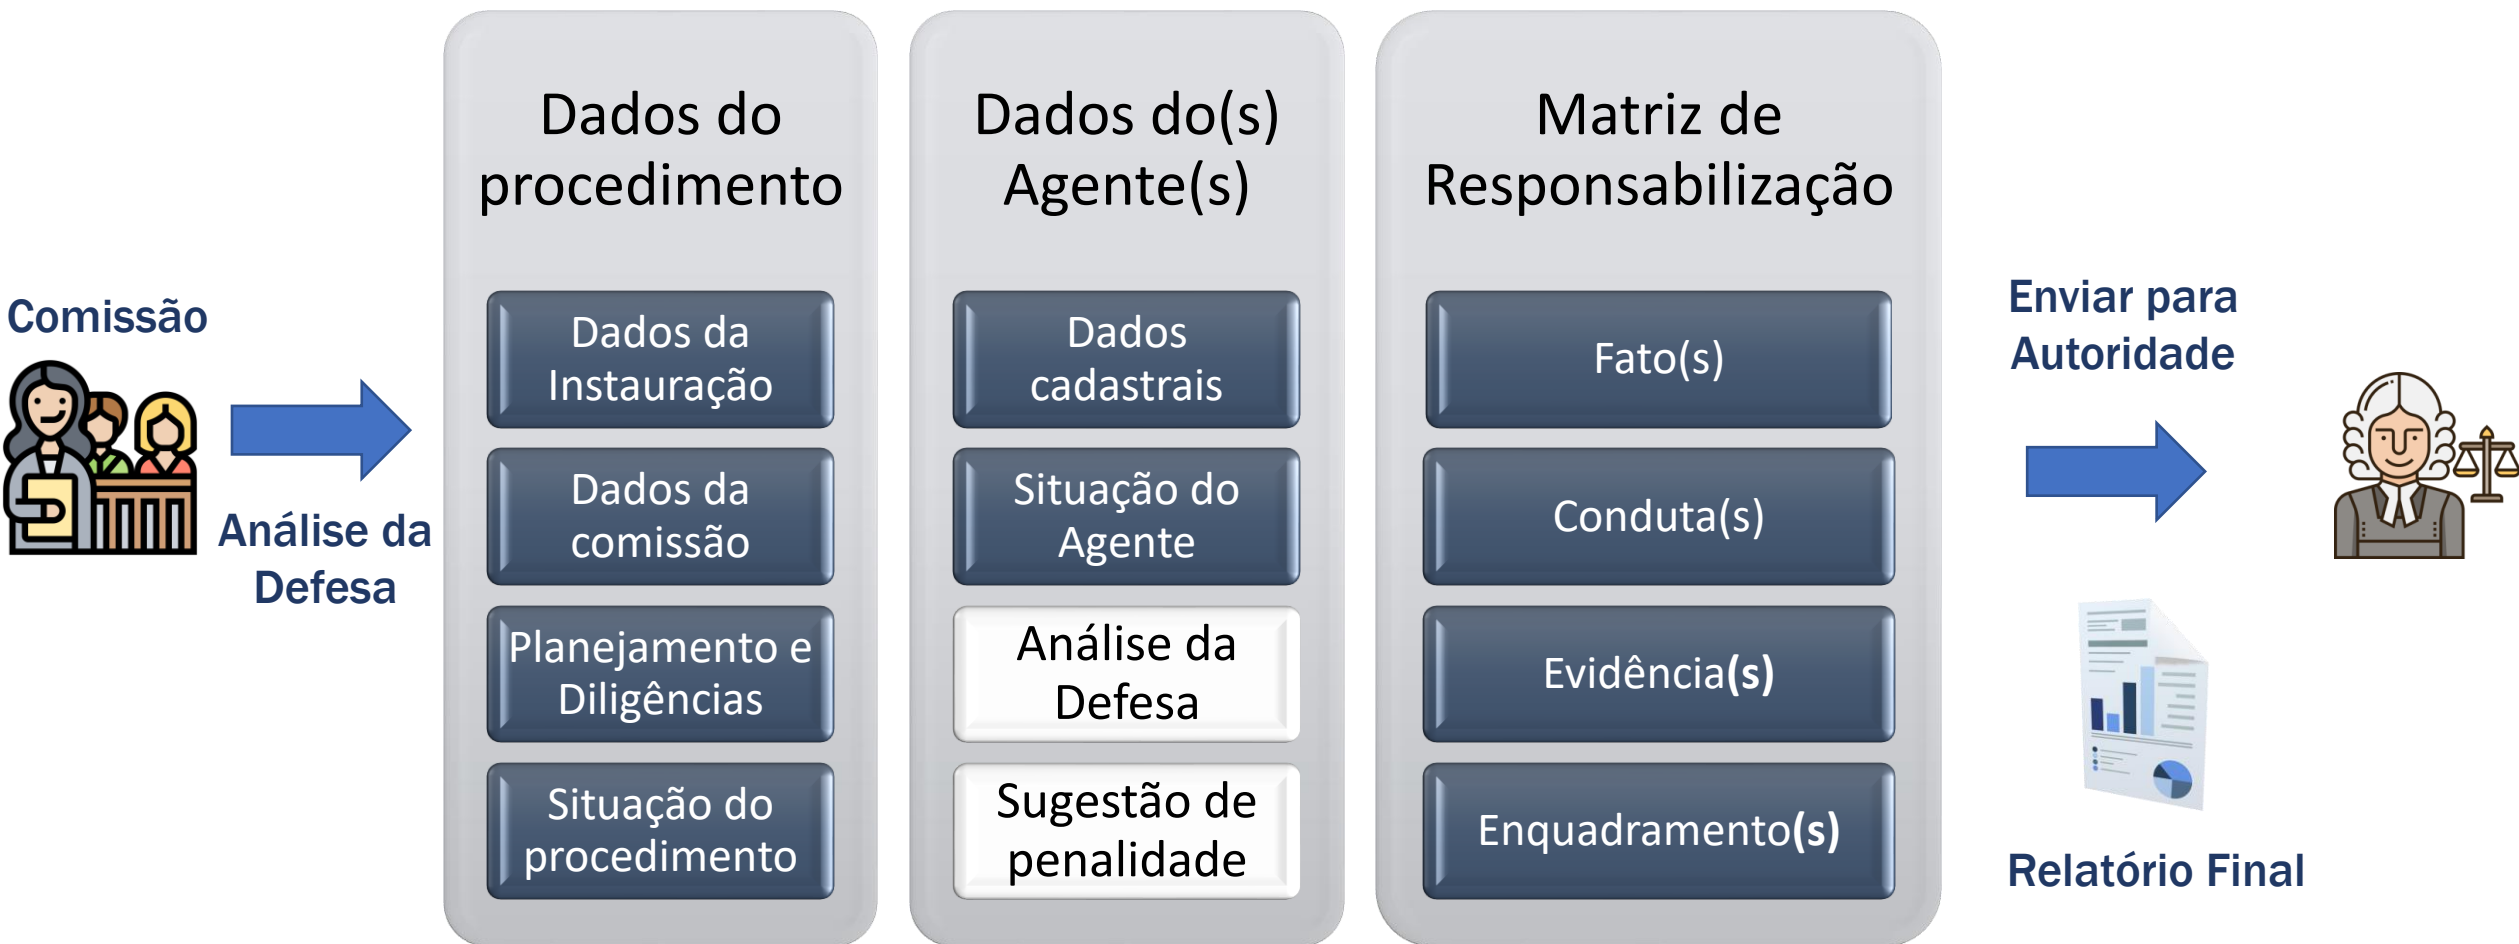 Comissão
Análise da
Defesa
Dados do
procedimento
Dados da
Instauração
Dados da
comissão
Planejamento e
Diligências
Situação do
procedimento
Dados do(s)
Agente(s)
Dados
cadastrais
Situação do
Agente
Análise da
Defesa
Sugestão de
penalidade
Matriz de
Responsabilização
Fato(s)
Conduta(s)
Evidência(s)
Enquadramento(s)
Enviar para
Autoridade
Relatório Final